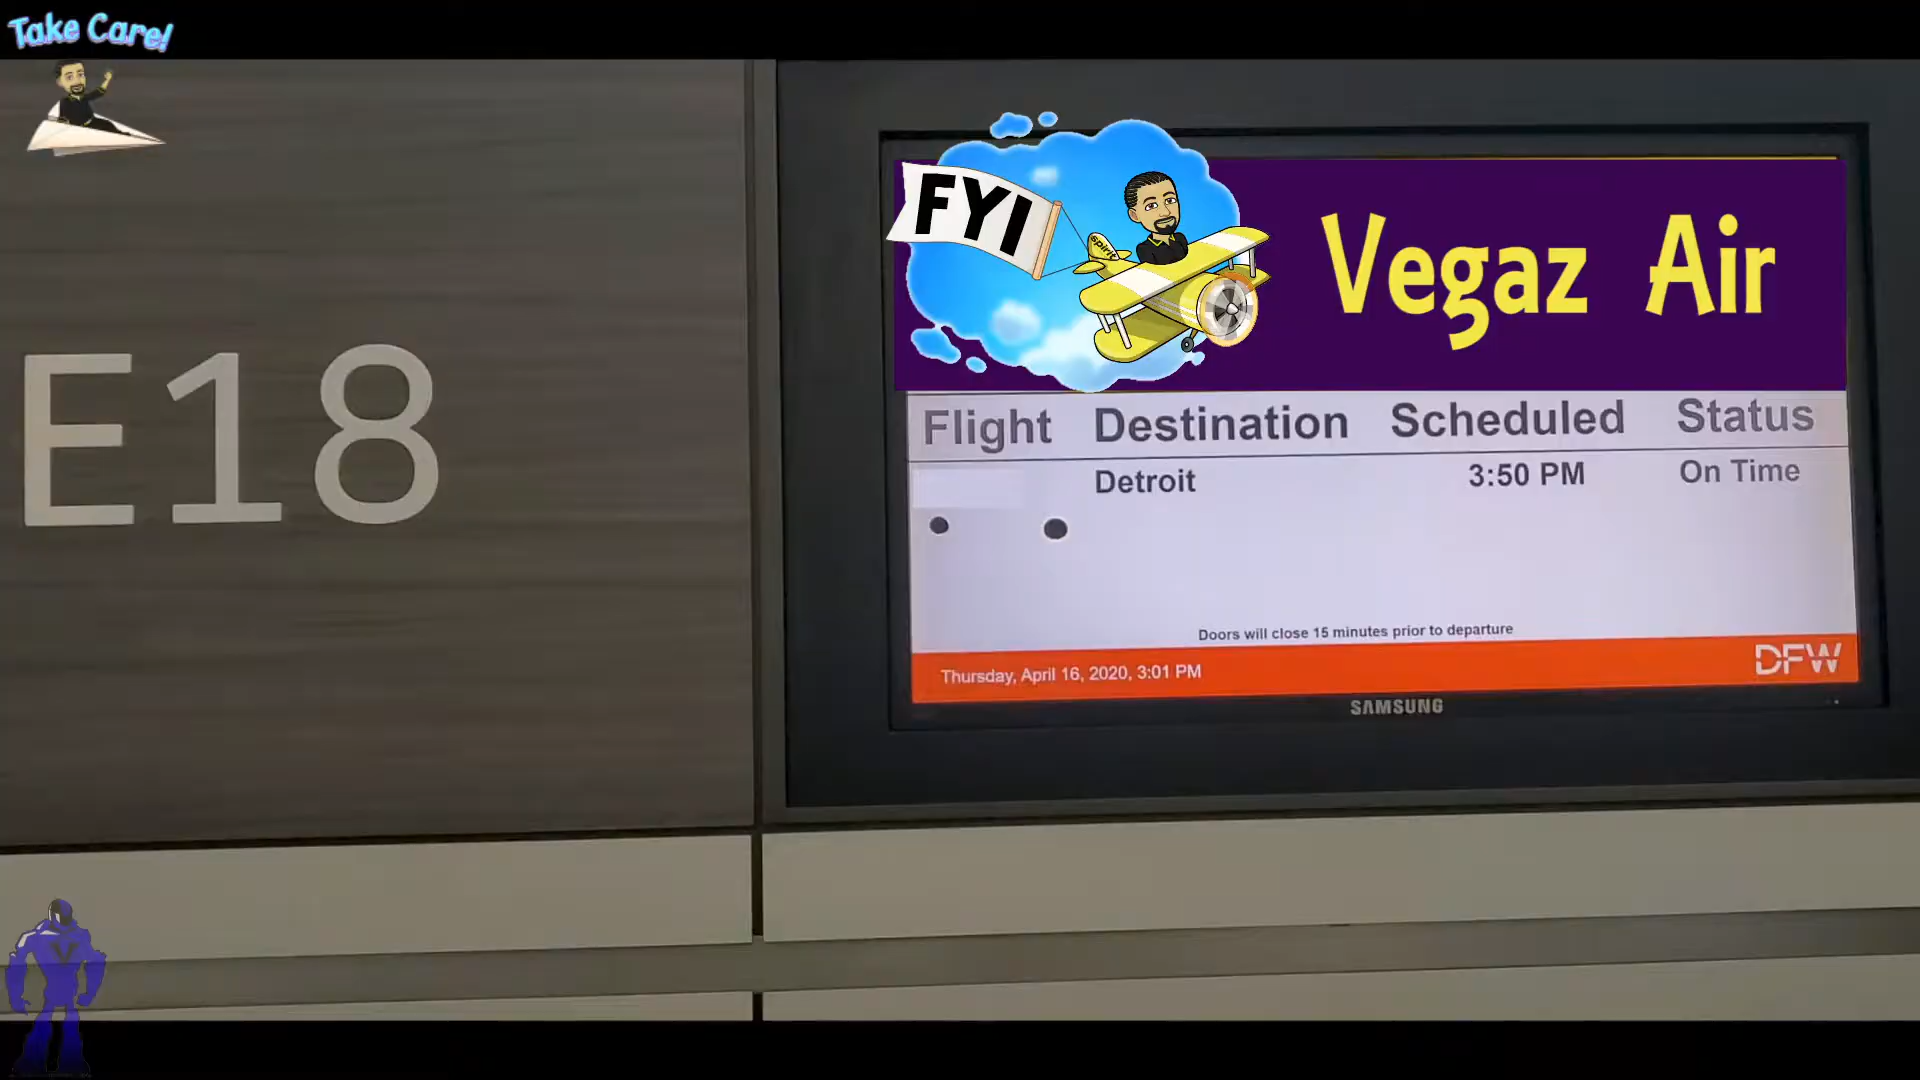 Take Care!
FYI
spirit
Vegaz Air
E18
Flight Destination Scheduled Status
Detroit 3:50 PM On Time
Doors will close 15 minutes prior to departure
Thursday, April 16, 2020, 3:01 PM
DFW
SAMSUNG
V